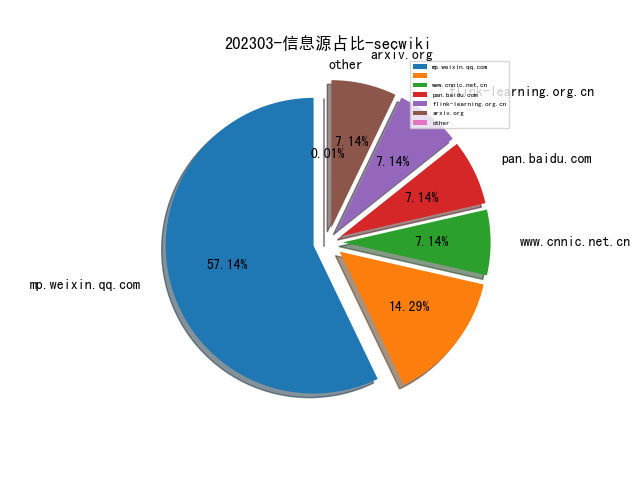 202303-信息源占比-secwiki
arxiv.org
other
mp.weixin.qq.com
www.cnnic.net.cn
pan.baidu.com
flink-learning.org.cn
arxiv.org
other
flink-learning.org.cn
7.14%
0.01%
7.14%
pan.baidu.com
7.14%
7.14%
www.cnnic.net.cn
57.14%
mp.weixin.qq.com
14.29%